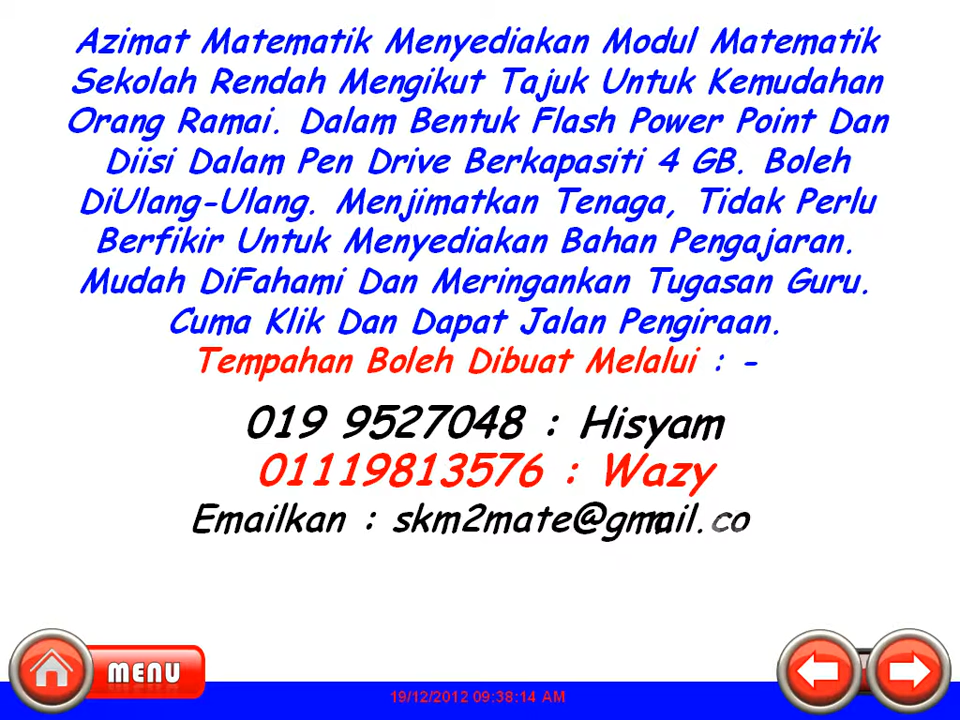 Azimat Matematik Menyediakan Modul Matematik
Sekolah Rendah Mengikut Tajuk Untuk Kemudahan
Orang Ramai. Dalam Bentuk Flash Power Point Dan
Diisi Dalam Pen Drive Berkapasiti 4 GB. Boleh
DiUlang-Ulang. Menjimatkan Tenaga, Tidak Perlu
Berfikir Untuk Menyediakan Bahan Pengajaran.
Mudah DiFahami Dan Meringankan Tugasan Guru.
Cuma Klik Dan Dapat Jalan Pengiraan.
Tempahan Boleh Dibuat Melalui : -
019 9527048 : Hisyam
01119813576 : Wazy
Emailkan : skm2mate@gmail.co
MENU
19/12/2012 09:38:14 AM